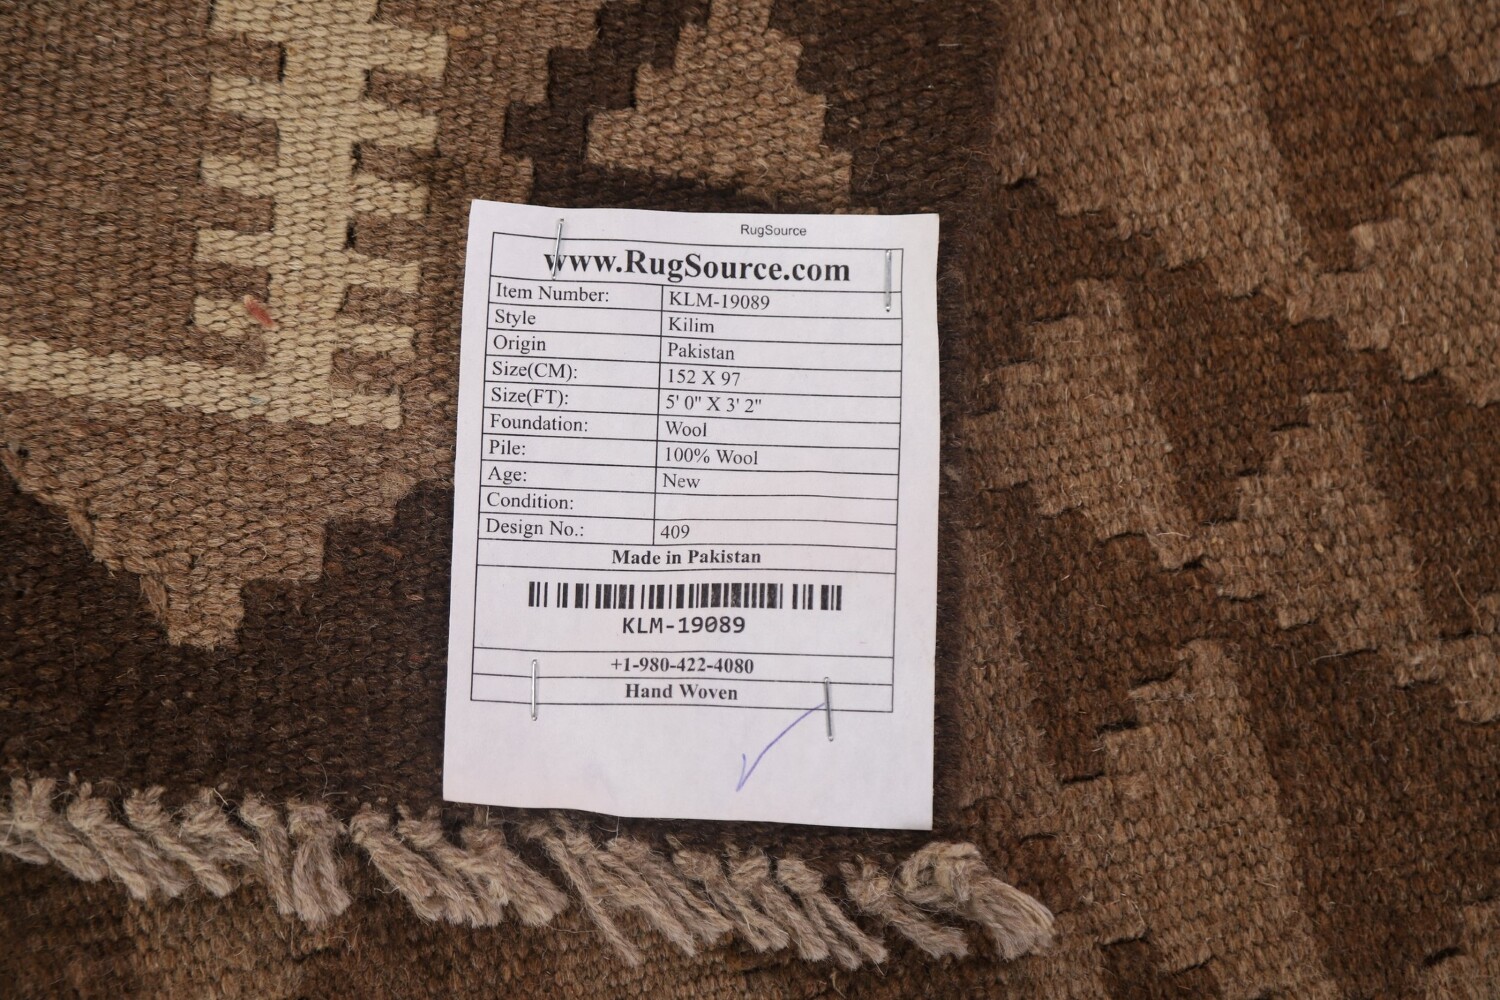 RugSource
www.RugSource.com
Item Number: KLM-19089
Style Kilim
Origin Pakistan
Size(CM): 152 X 97
Size(FT): 5' 0" X 3' 2"
Foundation: Wool
Pile: 100% Wool
Age: New
Condition:
Design No.: 409
Made in Pakistan
KLM-19089
+1-980-422-4080
Hand Woven